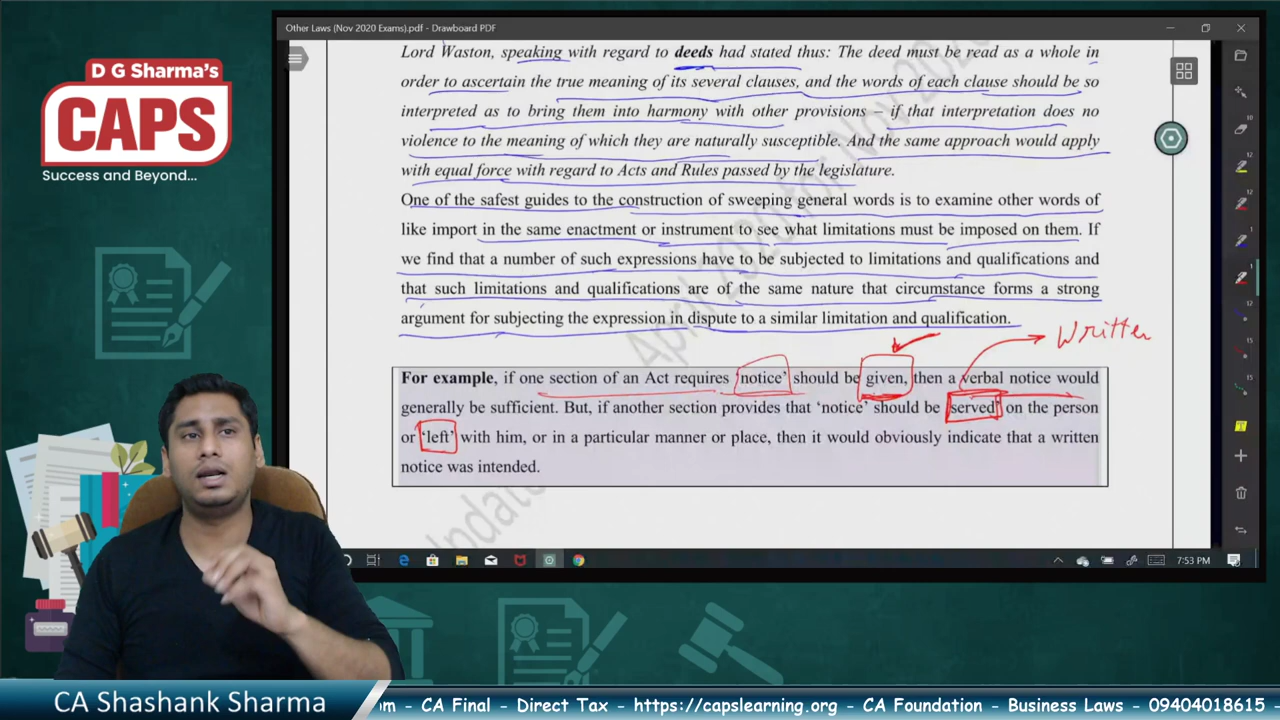 Other Laws (Nov 2020 Exams).pdf - Drawboard PDF
D G Sharma's
CAPS
Success and Beyond...
Lord Waston, speaking with regard to deeds had stated thus: The deed must be read as a whole in
order to ascertain the true meaning of its several clauses, and the words of each clause should be so
interpreted as to bring them into harmony with other provisions – if that interpretation does no
violence to the meaning of which they are naturally susceptible. And the same approach would apply
with equal force with regard to Acts and Rules passed by the legislature.
One of the safest guides to the construction of sweeping general words is to examine other words of
like import in the same enactment or instrument to see what limitations must be imposed on them. If
we find that a number of such expressions have to be subjected to limitations and qualifications and
that such limitations and qualifications are of the same nature that circumstance forms a strong
argument for subjecting the expression in dispute to a similar limitation and qualification.
Written
For example, if one section of an Act requires 'notice' should be given, then a verbal notice would
generally be sufficient. But, if another section provides that 'notice' should be 'served' on the person
or 'left' with him, or in a particular manner or place, then it would obviously indicate that a written
notice was intended.
7:53 PM
CA Shashank Sharma
om - CA Final - Direct Tax - https://capslearning.org - CA Foundation - Business Laws - 09404018615 -